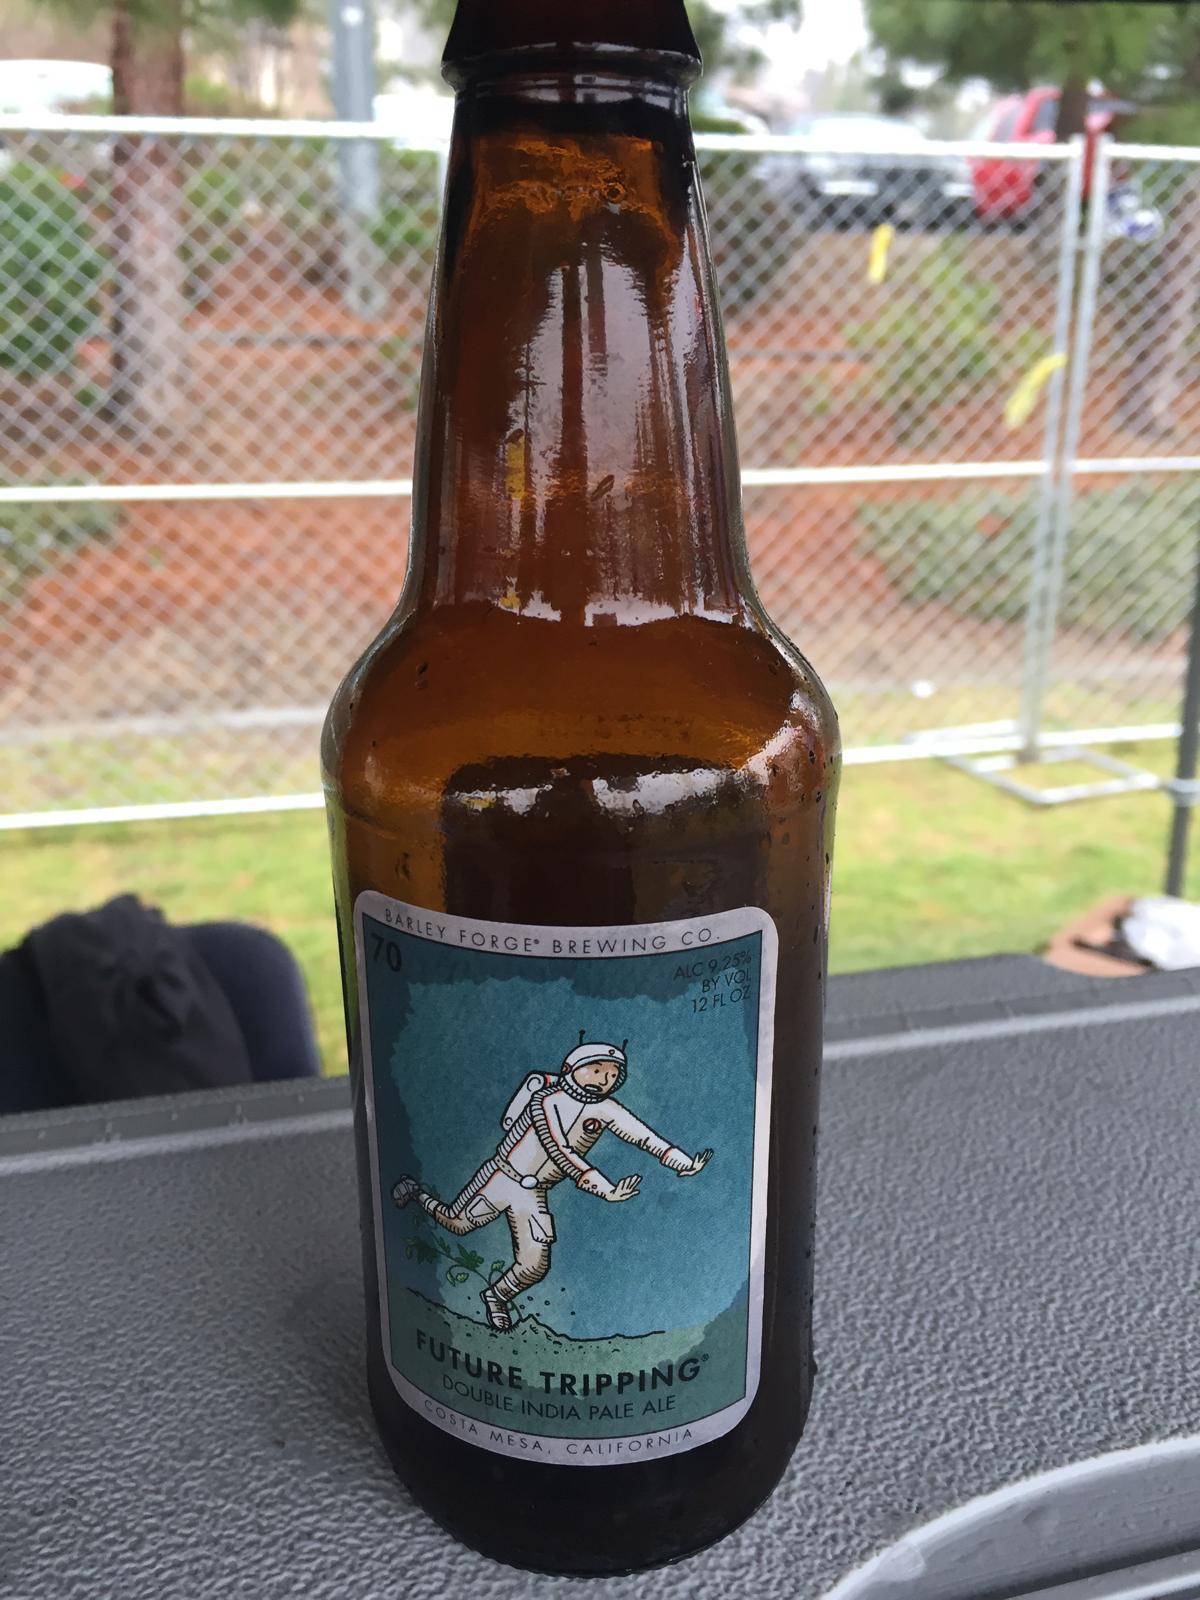 BARLEY FORGE® BREWING CO.
70
ALC 9.25%
BY VOL
12 FL OZ
FUTURE TRIPPING®
DOUBLE INDIA PALE ALE
COSTA MESA, CALIFORNIA